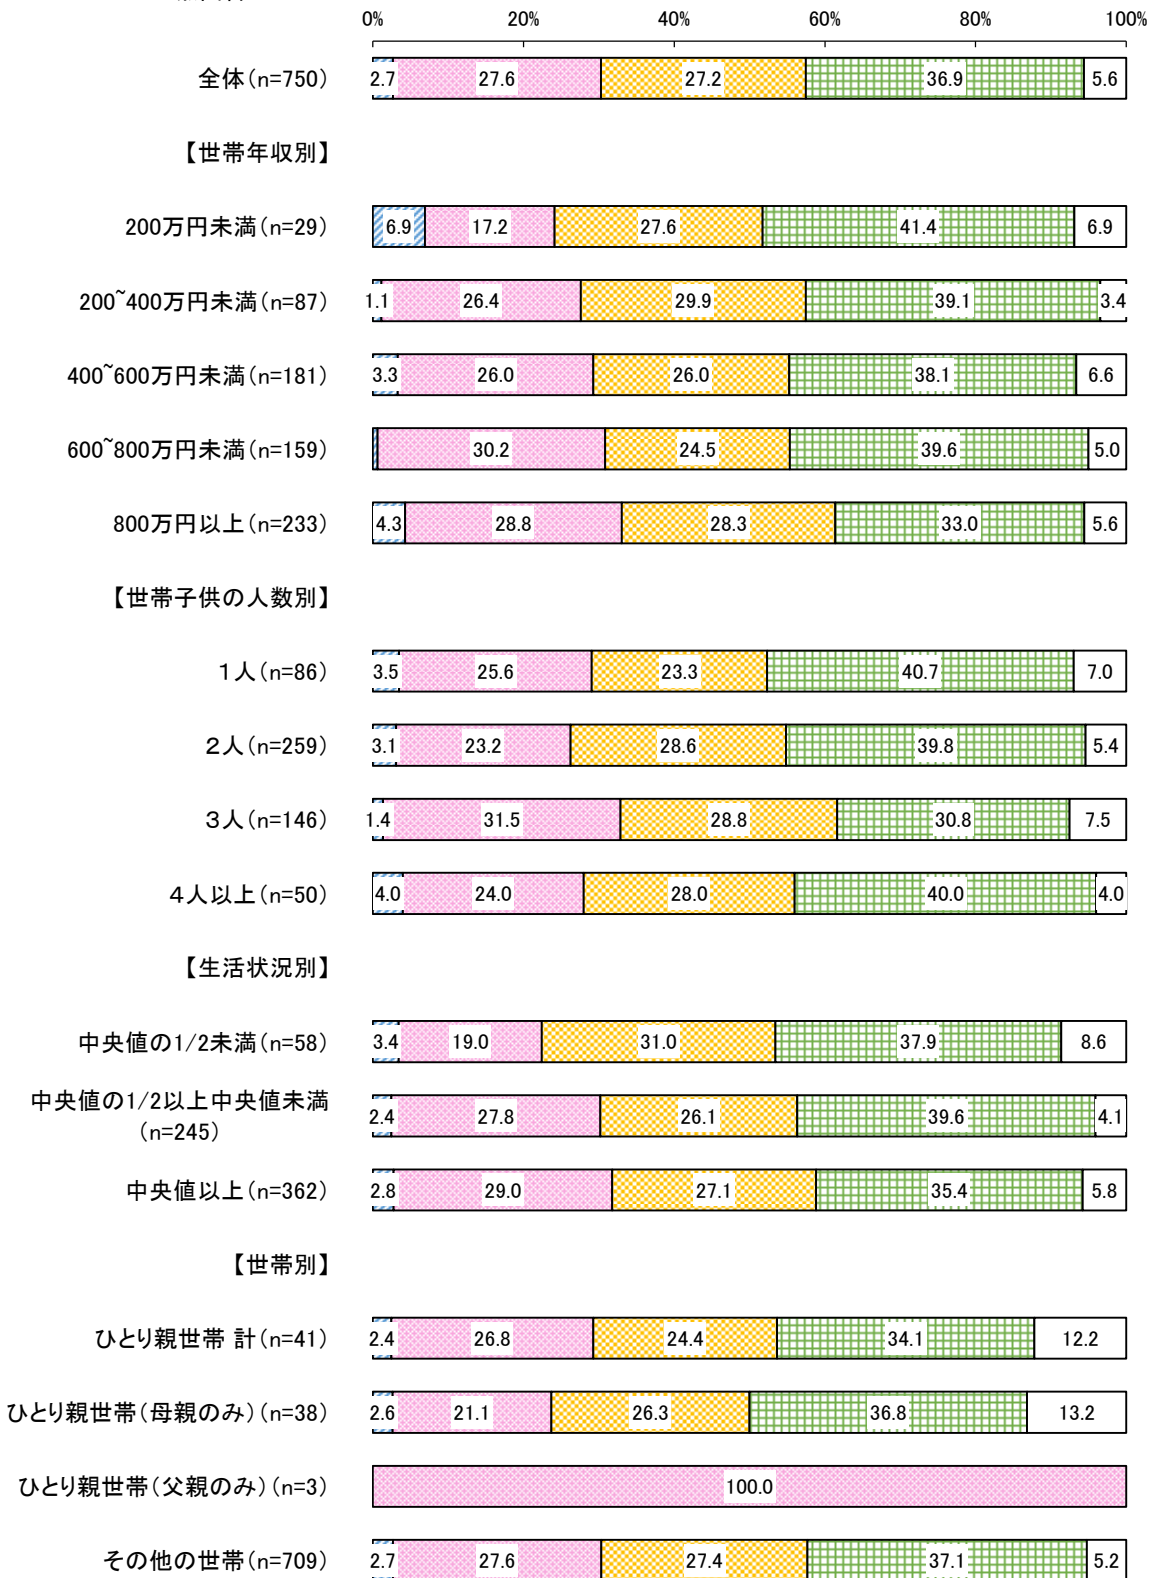 0% 20% 40% 60% 80% 100%
全体(n=750) 2.7 27.6 27.2 36.9 5.6
【世帯年収別】
200万円未満(n=29) 6.9 17.2 27.6 41.4 6.9
200~400万円未満(n=87) 1.1 26.4 29.9 39.1 3.4
400~600万円未満(n=181) 3.3 26.0 26.0 38.1 6.6
600~800万円未満(n=159) 30.2 24.5 39.6 5.0
800万円以上(n=233) 4.3 28.8 28.3 33.0 5.6
【世帯子供の人数別】
1人(n=86) 3.5 25.6 23.3 40.7 7.0
2人(n=259) 3.1 23.2 28.6 39.8 5.4
3人(n=146) 1.4 31.5 28.8 30.8 7.5
4人以上(n=50) 4.0 24.0 28.0 40.0 4.0
【生活状況別】
中央値の1/2未満(n=58) 3.4 19.0 31.0 37.9 8.6
中央値の1/2以上中央値未満
(n=245) 2.4 27.8 26.1 39.6 4.1
中央値以上(n=362) 2.8 29.0 27.1 35.4 5.8
【世帯別】
ひとり親世帯 計(n=41) 2.4 26.8 24.4 34.1 12.2
ひとり親世帯(母親のみ)(n=38) 2.6 21.1 26.3 36.8 13.2
ひとり親世帯(父親のみ)(n=3) 100.0
その他の世帯(n=709) 2.7 27.6 27.4 37.1 5.2